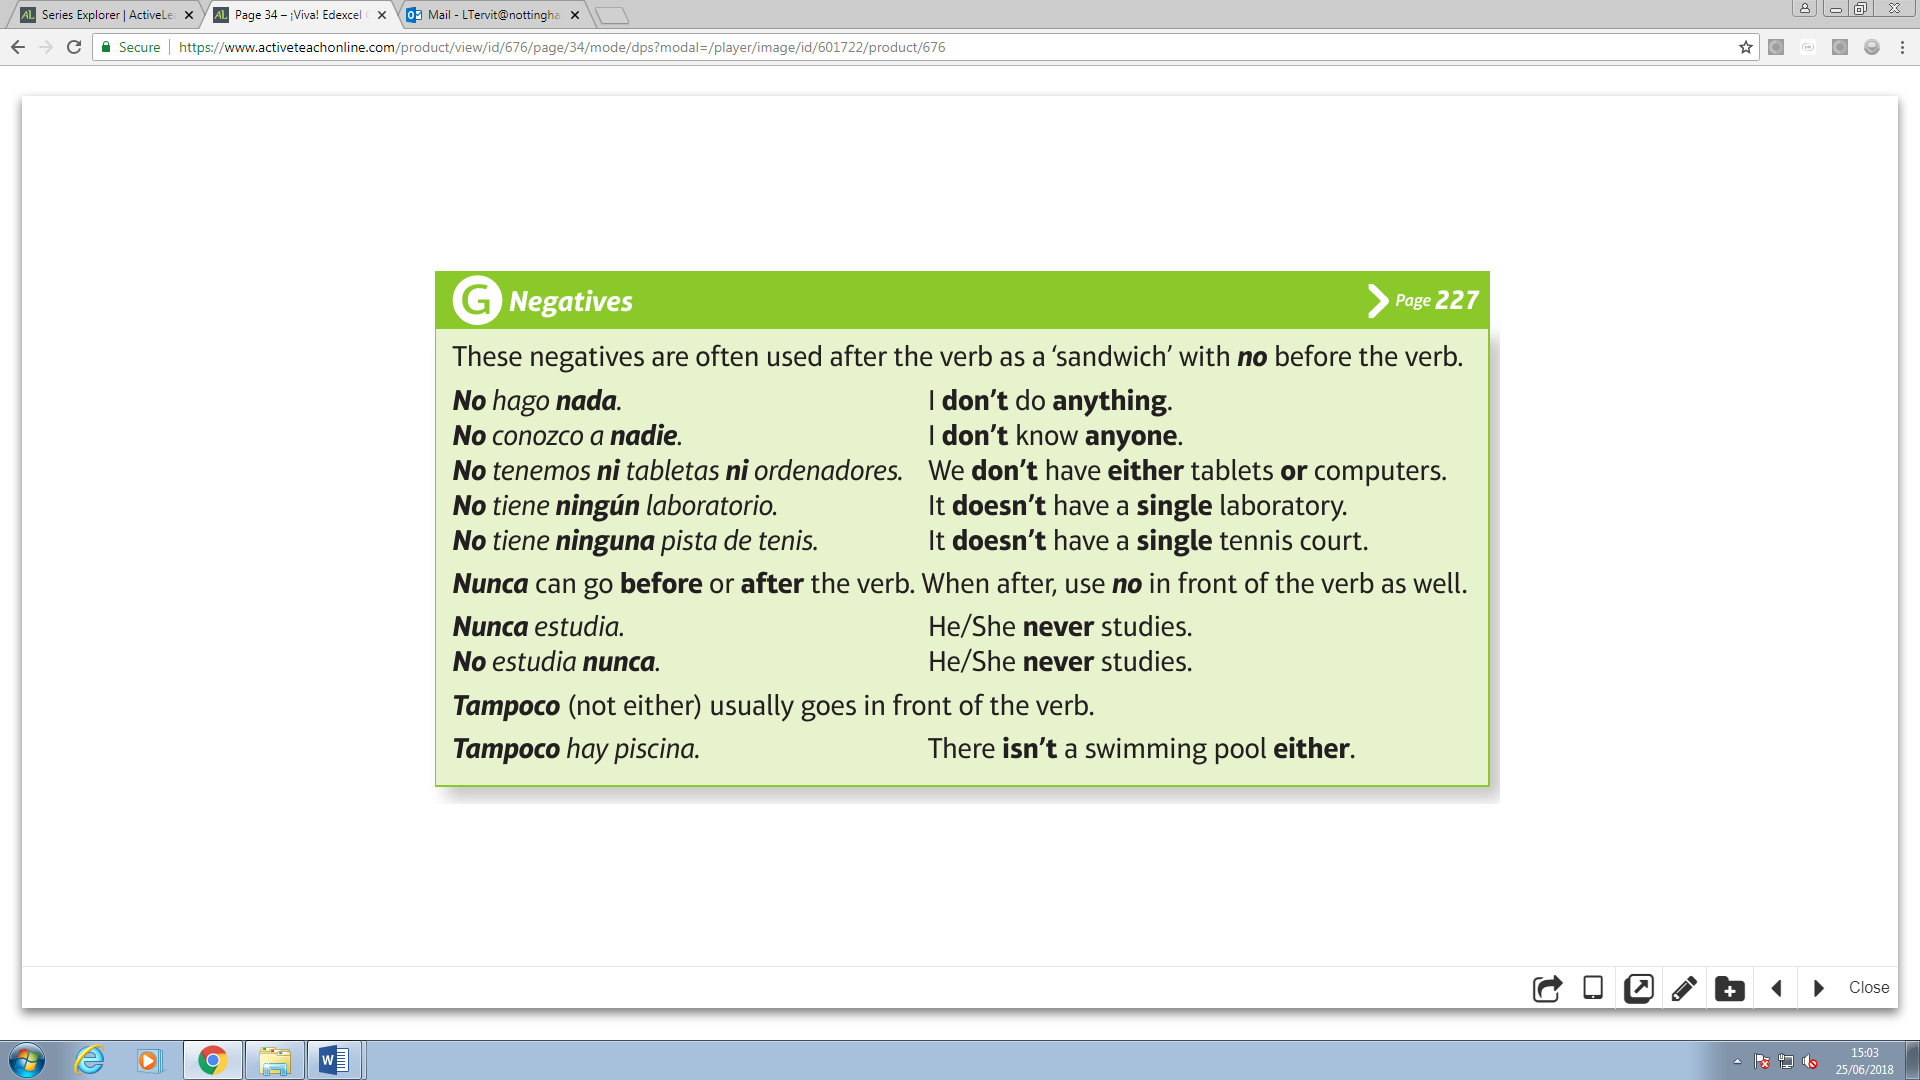 Series Explorer | ActiveLe
Page 34 – ¡Viva! Edexcel
Mail - LTervit@nottingha
Secure https://www.activeteachonline.com/product/view/id/676/page/34/mode/dps?modal=/player/image/id/601722/product/676
G Negatives Page 227
These negatives are often used after the verb as a ‘sandwich’ with no before the verb.
No hago nada. I don’t do anything.
No conozco a nadie. I don’t know anyone.
No tenemos ni tabletas ni ordenadores. We don’t have either tablets or computers.
No tiene ningún laboratorio. It doesn’t have a single laboratory.
No tiene ninguna pista de tenis. It doesn’t have a single tennis court.
Nunca can go before or after the verb. When after, use no in front of the verb as well.
Nunca estudia. He/She never studies.
No estudia nunca. He/She never studies.
Tampoco (not either) usually goes in front of the verb.
Tampoco hay piscina. There isn’t a swimming pool either.
Close
15:03
25/06/2018